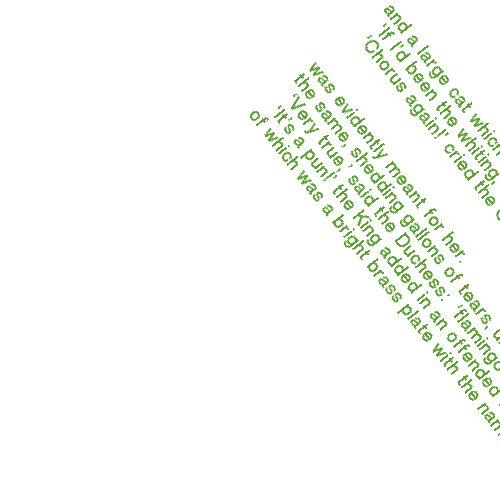 and a large cat which
'If I'd been the whiting,'
'Chorus again!' cried the
was evidently meant for her.
the same, shedding gallons of tears,
'Very true,' said the Duchess: 'flamingo
'It's a pun!' the King added in an offended
of which was a bright brass plate with the